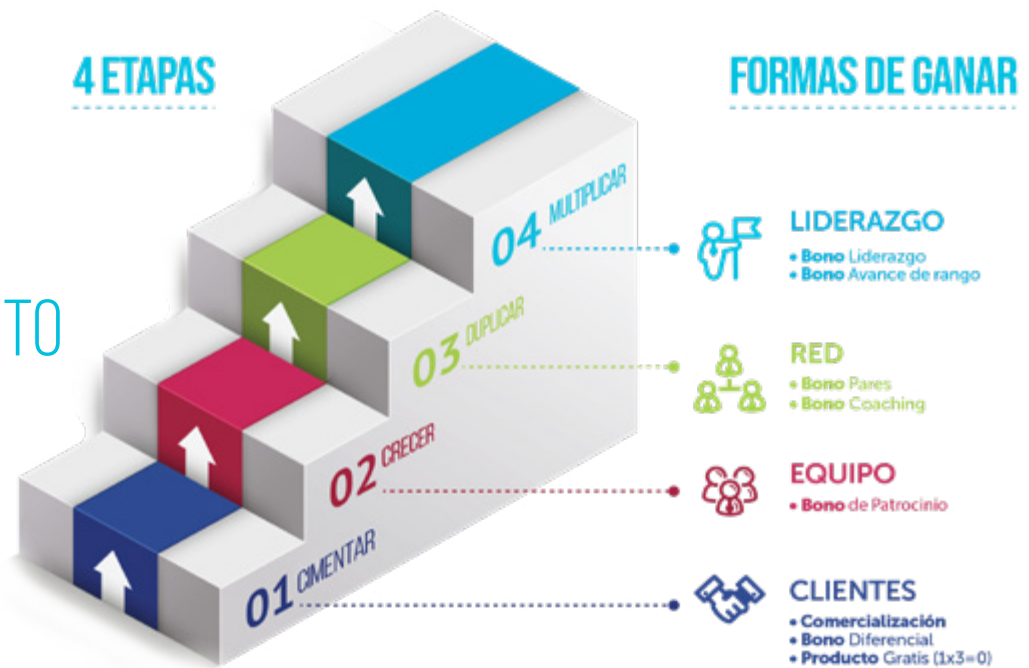 4 ETAPAS
FORMAS DE GANAR
TO
04 MULTIPLICAR
LIDERAZGO
• Bono Liderazgo
• Bono Avance de rango
03 DUPLICAR
RED
• Bono Pares
• Bono Coaching
02 CRECER
EQUIPO
• Bono de Patrocinio
01 CIMENTAR
CLIENTES
• Comercialización
• Bono Diferencial
• Producto Gratis (1x3=0)